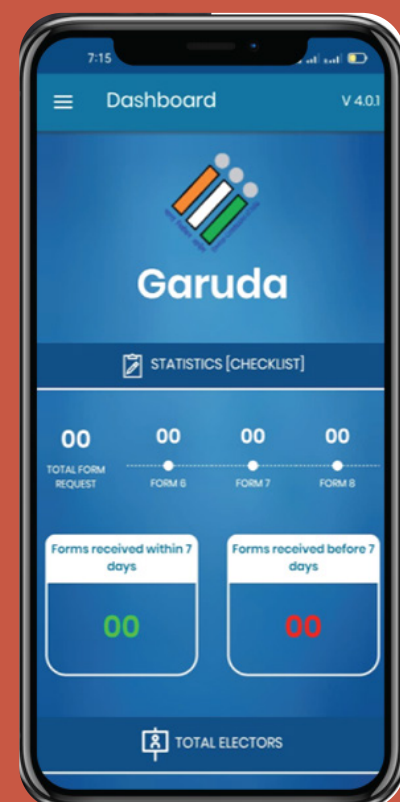 7:15
Dashboard
V 4.0.1
Garuda
STATISTICS [CHECKLIST]
00 00 00 00
TOTAL FORM
REQUEST
FORM 6 FORM 7 FORM 8
Forms received within 7
days
00
Forms received before 7
days
00
TOTAL ELECTORS